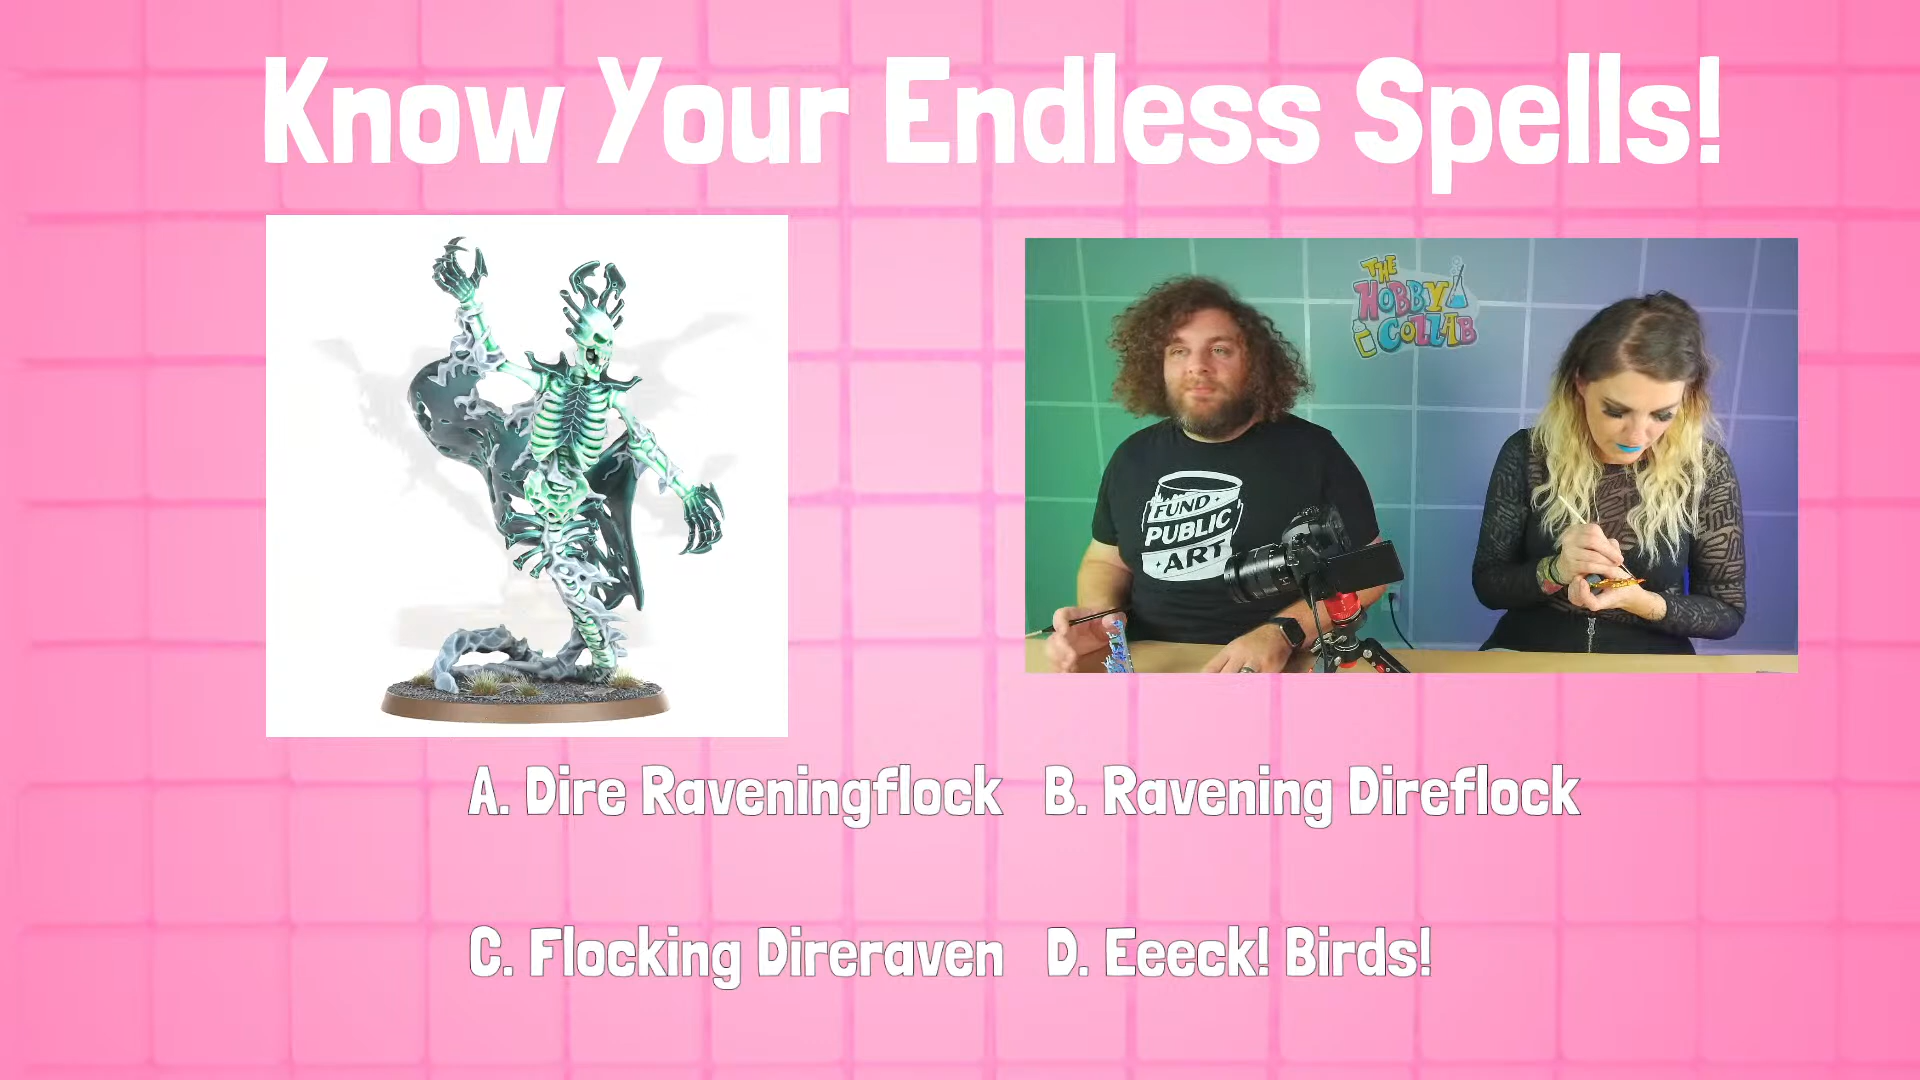 Know Your Endless Spells!
THE
HOBBY
COLLAB
FUND
PUBLIC
ART
A. Dire Raveningflock
B. Ravening Direflock
C. Flocking Direraven
D. Eeeck! Birds!